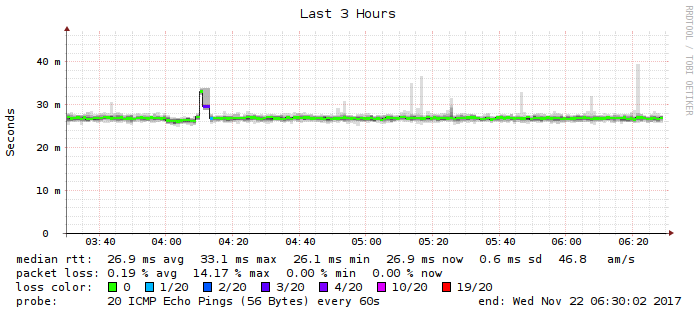 Last 3 Hours
RRDTOOL / TOBI OETIKER
Seconds
40 m
30 m
20 m
10 m
0
03:40 04:00 04:20 04:40 05:00 05:20 05:40 06:00 06:20
median rtt: 26.9 ms avg 33.1 ms max 26.1 ms min 26.9 ms now 0.6 ms sd 46.8 am/s
packet loss: 0.19 % avg 14.17 % max 0.00 % min 0.00 % now
loss color: 0 1/20 2/20 3/20 4/20 10/20 19/20
probe: 20 ICMP Echo Pings (56 Bytes) every 60s end: Wed Nov 22 06:30:02 2017